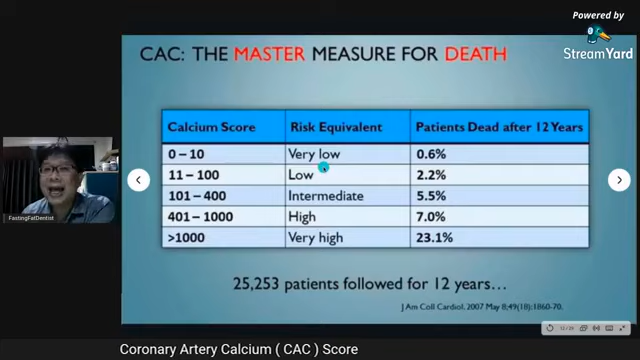 Powered by
StreamYard
CAC: THE MASTER MEASURE FOR DEATH
Calcium Score Risk Equivalent Patients Dead after 12 Years
0 – 10 Very low 0.6%
11 – 100 Low 2.2%
101 – 400 Intermediate 5.5%
401 – 1000 High 7.0%
>1000 Very high 23.1%
25,253 patients followed for 12 years...
J Am Coll Cardiol, 2007 May 8;49(18):1860-70.
FastingFatDentist
Coronary Artery Calcium ( CAC ) Score